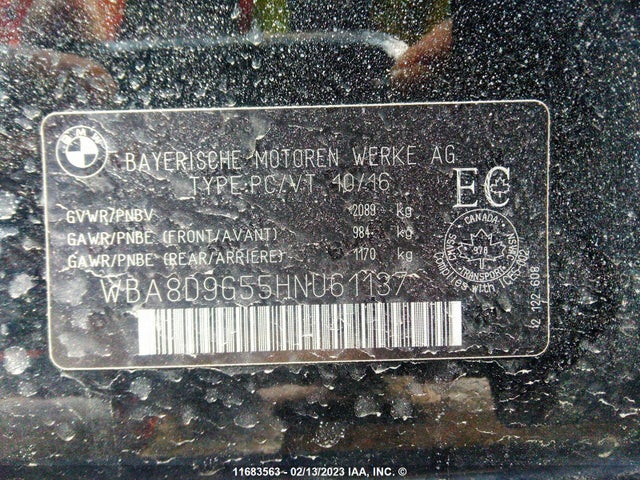 BMW
BAYERISCHE MOTOREN WERKE AG
TYPE:PC/VT 10/16
EC
GVWR/PNBV 2089 kg
GAWR/PNBE (FRONT/AVANT) 984 kg
GAWR/PNBE (REAR/ARRIERE) 1170 kg
CANADA
TRANSPORT
WBA8D9G55HNU61137
11683563 - 02/13/2023 IAA, INC. ©